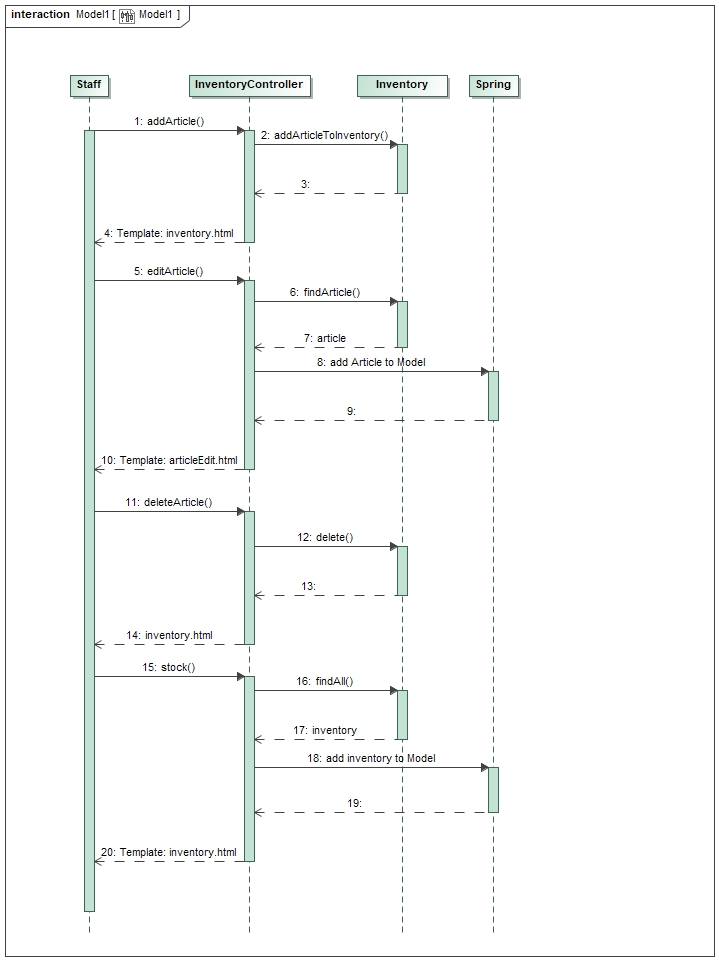 interaction Model1 [ Model1 ]
Staff
InventoryController
Inventory
Spring
1: addArticle()
2: addArticleToInventory()
3:
4: Template: inventory.html
5: editArticle()
6: findArticle()
7: article
8: add Article to Model
9:
10: Template: articleEdit.html
11: deleteArticle()
12: delete()
13:
14: inventory.html
15: stock()
16: findAll()
17: inventory
18: add inventory to Model
19:
20: Template: inventory.html